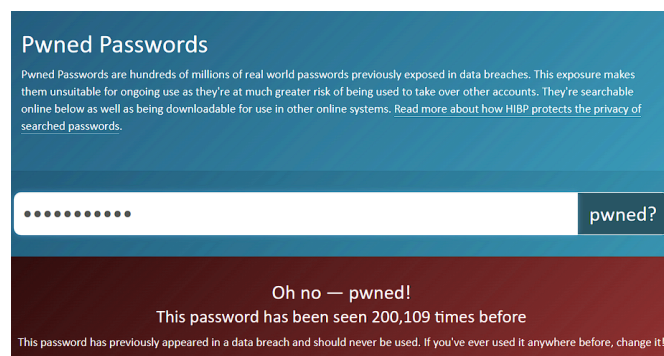 Pwned Passwords
Pwned Passwords are hundreds of millions of real world passwords previously exposed in data breaches. This exposure makes
them unsuitable for ongoing use as they're at much greater risk of being used to take over other accounts. They're searchable
online below as well as being downloadable for use in other online systems. Read more about how HIBP protects the privacy of
searched passwords.
•••••••••••
pwned?
Oh no — pwned!
This password has been seen 200,109 times before
This password has previously appeared in a data breach and should never be used. If you've ever used it anywhere before, change it!